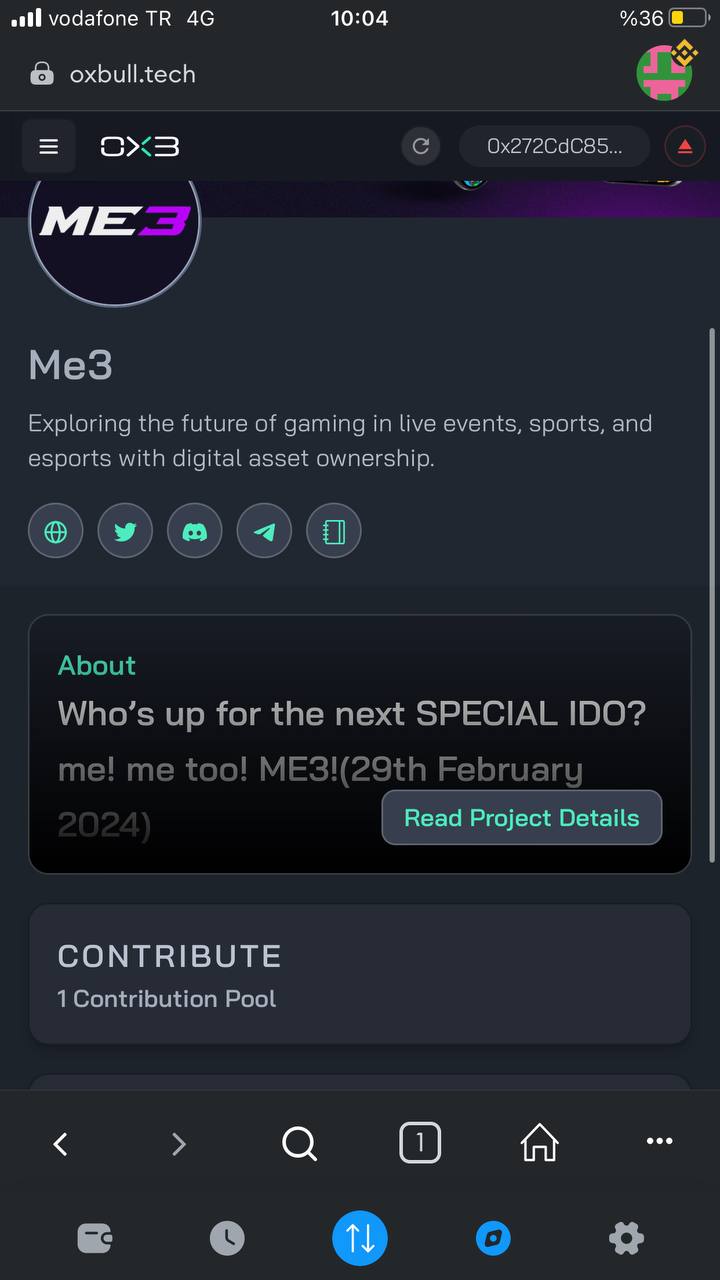 vodafone TR 4G 10:04 %36
oxbull.tech
OX3 0x272CdC85...
ME3
Me3
Exploring the future of gaming in live events, sports, and
esports with digital asset ownership.
About
Who's up for the next SPECIAL IDO?
me! me too! ME3!(29th February
2024)
Read Project Details
CONTRIBUTE
1 Contribution Pool
1